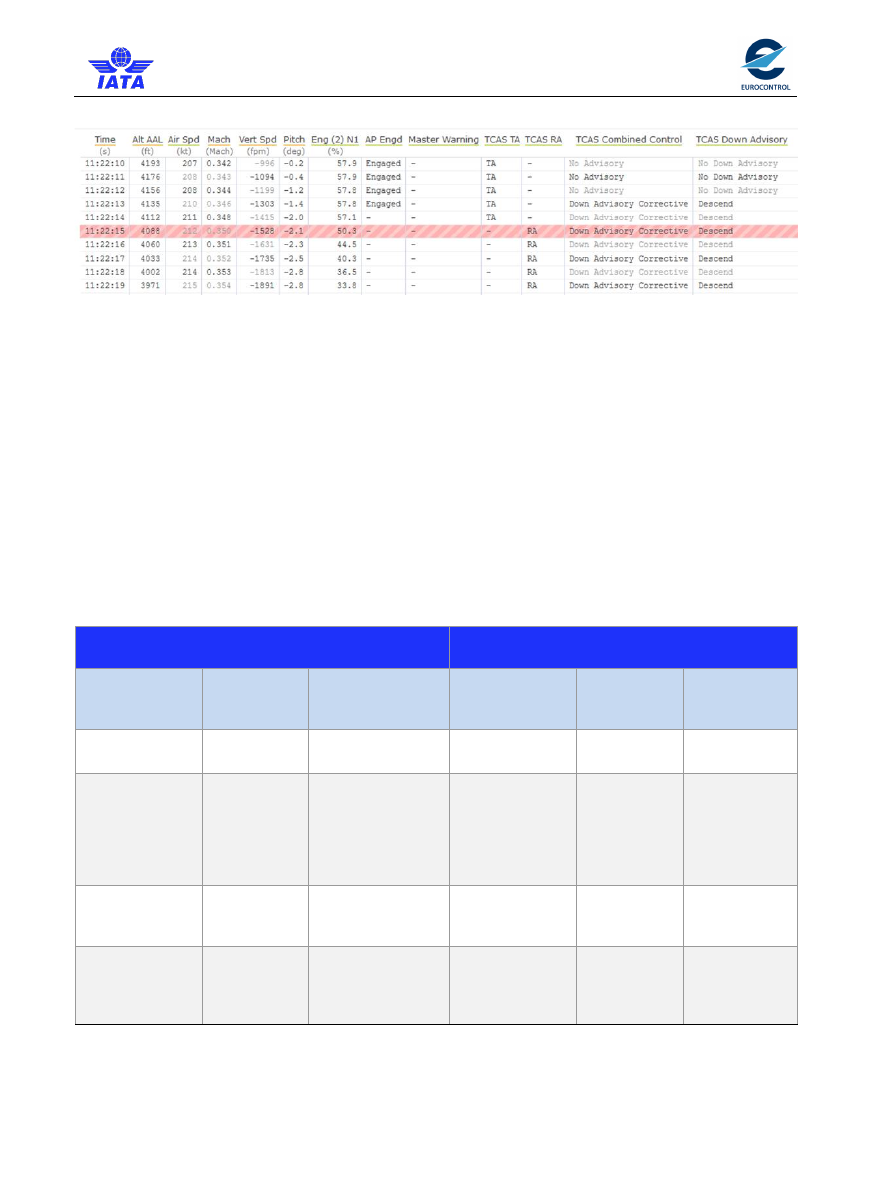 IATA
EUROCONTROL
Time Alt AAL Air Spd Mach Vert Spd Pitch Eng (2) N1 AP Engd Master Warning TCAS TA TCAS RA TCAS Combined Control TCAS Down Advisory
(s) (ft) (kt) (Mach) (fpm) (deg) (%)
11:22:10 4193 207 0.342 -996 -0.2 57.9 Engaged - TA - No Advisory No Down Advisory
11:22:11 4176 208 0.343 -1094 -0.4 57.9 Engaged - TA - No Advisory No Down Advisory
11:22:12 4156 208 0.344 -1199 -1.2 57.8 Engaged - TA - No Advisory No Down Advisory
11:22:13 4135 210 0.346 -1303 -1.4 57.8 Engaged - TA - Down Advisory Corrective Descend
11:22:14 4112 211 0.348 -1415 -2.0 57.1 - - TA - Down Advisory Corrective Descend
11:22:15 4088 212 0.350 -1528 -2.1 50.3 - - - RA Down Advisory Corrective Descend
11:22:16 4060 213 0.351 -1631 -2.3 44.5 - - - RA Down Advisory Corrective Descend
11:22:17 4033 214 0.352 -1735 -2.5 40.3 - - - RA Down Advisory Corrective Descend
11:22:18 4002 214 0.353 -1813 -2.8 36.5 - - - RA Down Advisory Corrective Descend
11:22:19 3971 215 0.354 -1891 -2.8 33.8 - - - RA Down Advisory Corrective Descend